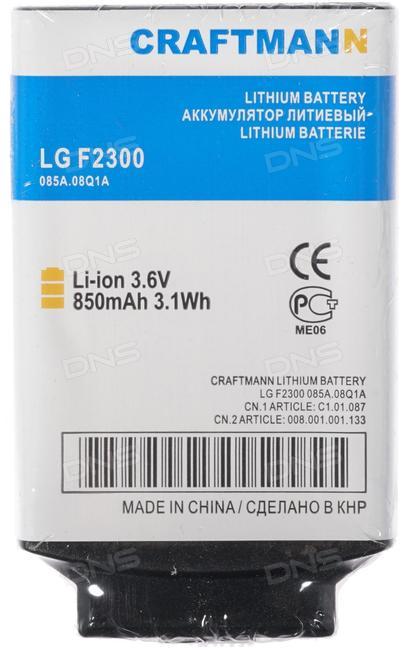 CRAFTMANN
LITHIUM BATTERY
АККУМУЛЯТОР ЛИТИЕВЫЙ
LITHIUM BATTERIE
LG F2300
085A.08Q1A
Li-ion 3.6V
850mAh 3.1Wh
CE
РСТ
ME06
CRAFTMANN LITHIUM BATTERY
LG F2300 085A.08Q1A
CN.1 ARTICLE: C1.01.087
CN.2 ARTICLE: 008.001.001.133
MADE IN CHINA / СДЕЛАНО В КНР
DNS